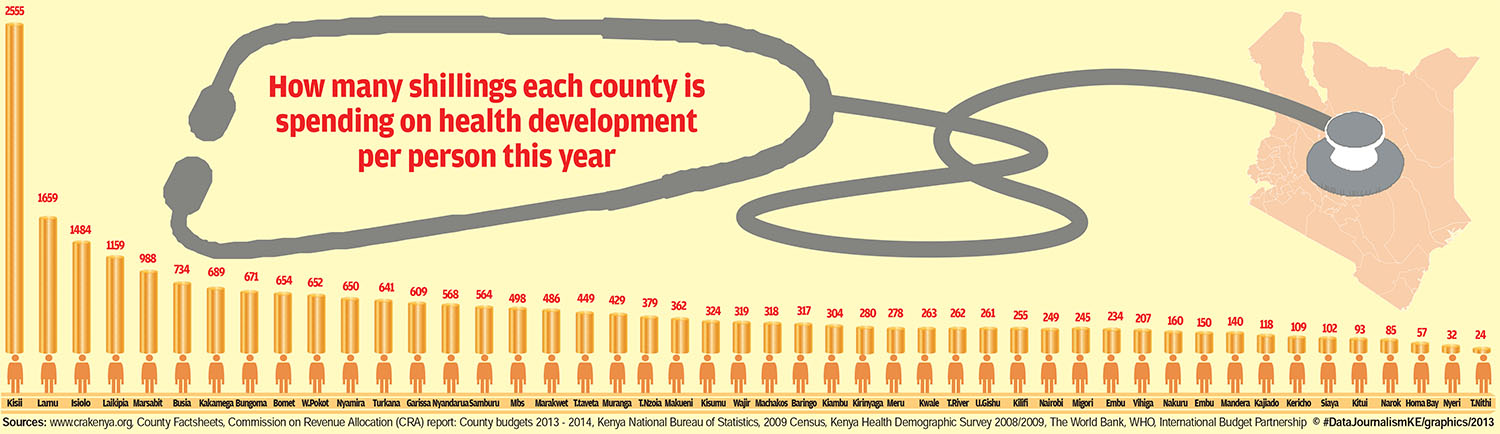 How many shillings each county is
spending on health development
per person this year
2555 1659 1484 1159 988 734 689 671 654 652 650 641 609 568 564 498 486 449 429 379 362 324 319 318 317 304 280 278 263 262 261 255 249 245 234 207 160 150 140 118 109 102 93 85 57 32 24
Kisii Lamu Isiolo Laikipia Marsabit Busia Kakamega Bungoma Bomet W.Pokot Nyamira Turkana Garissa Nyandarua Samburu Mbs Marakwet T.taveta Muranga T.Nzoia Makueni Kisumu Wajir Machakos Baringo Kiambu Kirinyaga Meru Kwale T.River U.Gishu Kilifi Nairobi Migori Embu Vihiga Nakuru Embu Mandera Kajiado Kericho Siaya Kitui Narok Homa Bay Nyeri T.Nithi
Sources: www.crakenya.org, County Factsheets, Commission on Revenue Allocation (CRA) report: County budgets 2013 - 2014, Kenya National Bureau of Statistics, 2009 Census, Kenya Health Demographic Survey 2008/2009, The World Bank, WHO, International Budget Partnership © #DataJournalismKE/graphics/2013